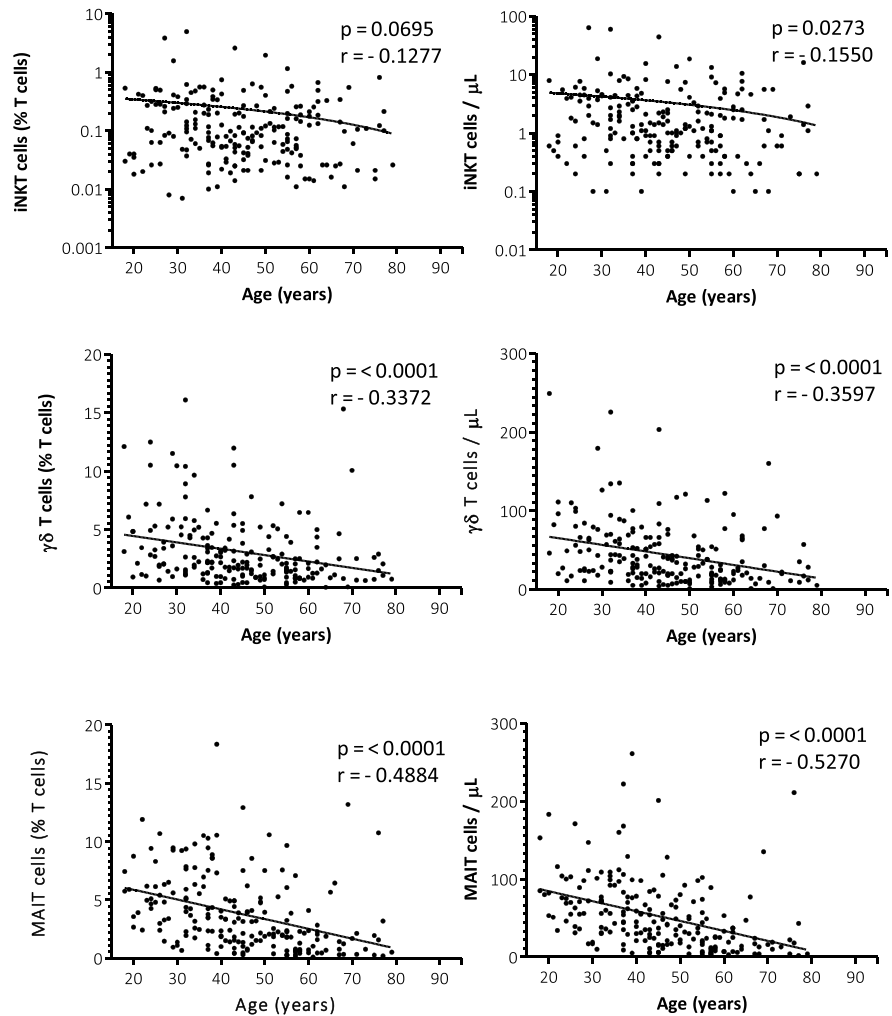 10
1
0.1
0.01
0.001
iNKT cells (% T cells)
p = 0.0695
r = - 0.1277
20 30 40 50 60 70 80 90
Age (years)
100
10
1
0.1
0.01
iNKT cells / μL
p = 0.0273
r = - 0.1550
20 30 40 50 60 70 80 90
Age (years)
20
15
10
5
0
γδ T cells (% T cells)
p = < 0.0001
r = - 0.3372
20 30 40 50 60 70 80 90
Age (years)
300
200
100
0
γδ T cells / μL
p = < 0.0001
r = - 0.3597
20 30 40 50 60 70 80 90
Age (years)
20
15
10
5
0
MAIT cells (% T cells)
p = < 0.0001
r = - 0.4884
20 30 40 50 60 70 80 90
Age (years)
300
200
100
0
MAIT cells / μL
p = < 0.0001
r = - 0.5270
20 30 40 50 60 70 80 90
Age (years)